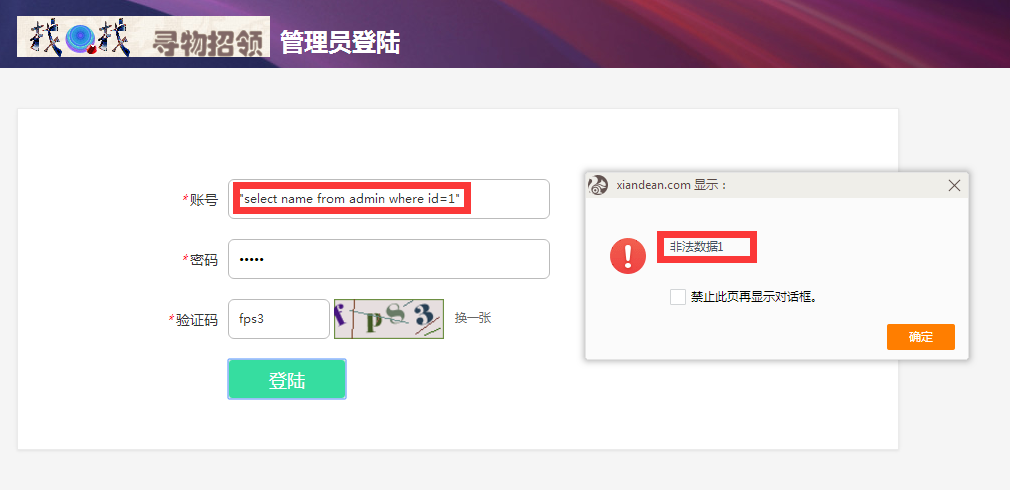 找 找 寻物招领 管理员登陆
*账号 "select name from admin where id=1"
*密码 •••••
*验证码 fps3 fp83 换一张
登陆
xiandean.com 显示：
非法数据1
禁止此页再显示对话框。
确定